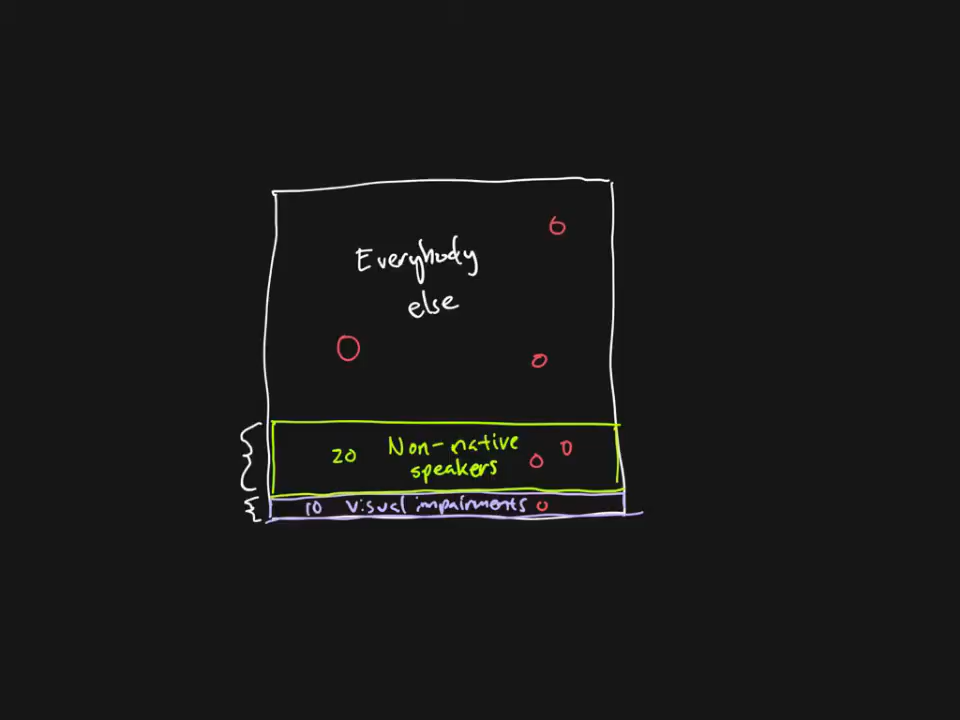 Everybody
else
20 Non-native
speakers
10 Visual impairments